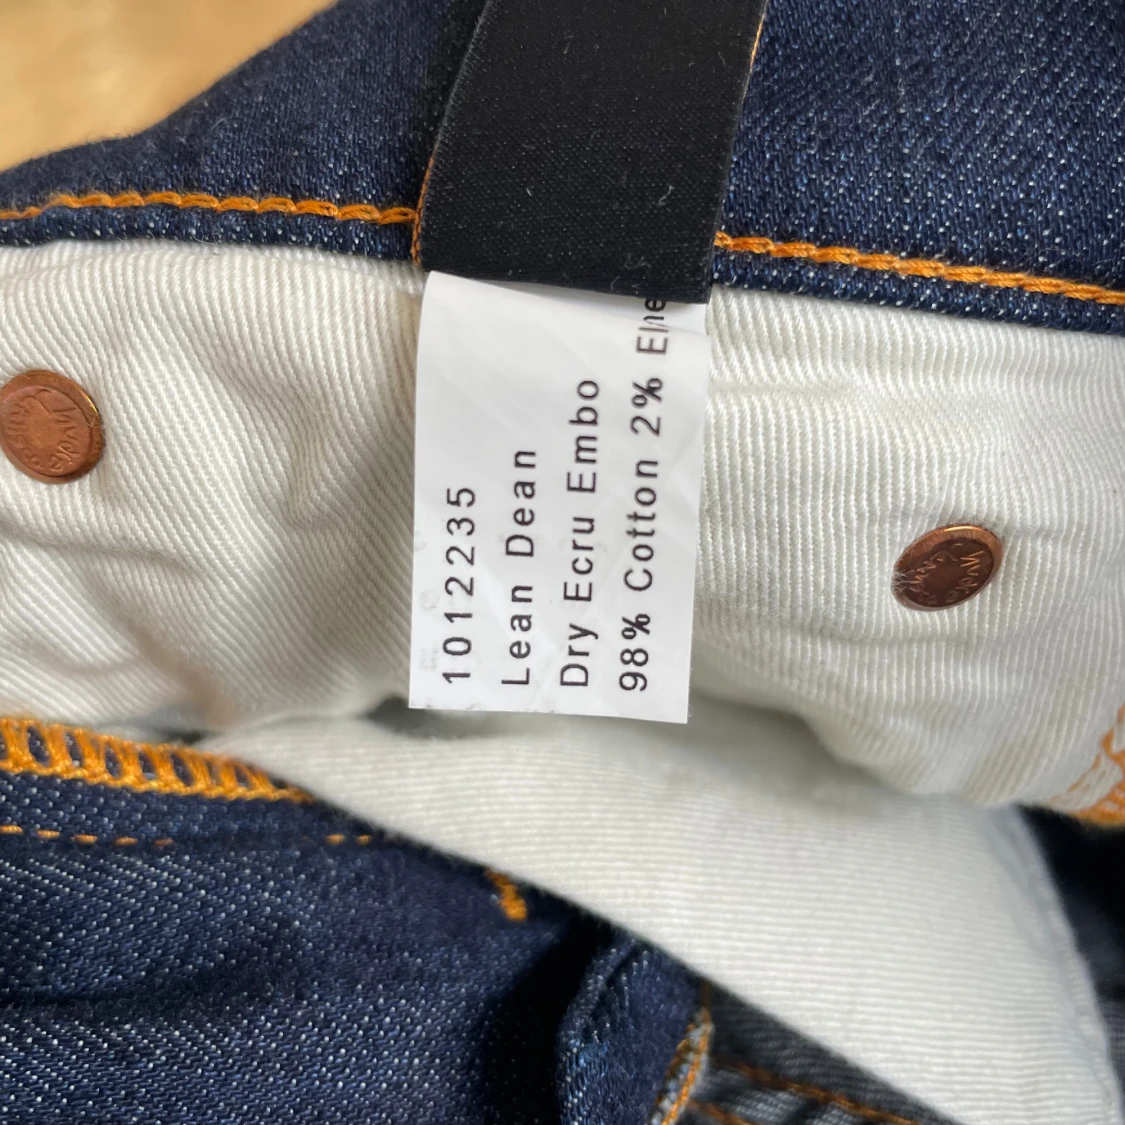 1012235
Lean Dean
Dry Ecru Embo
98% Cotton 2%